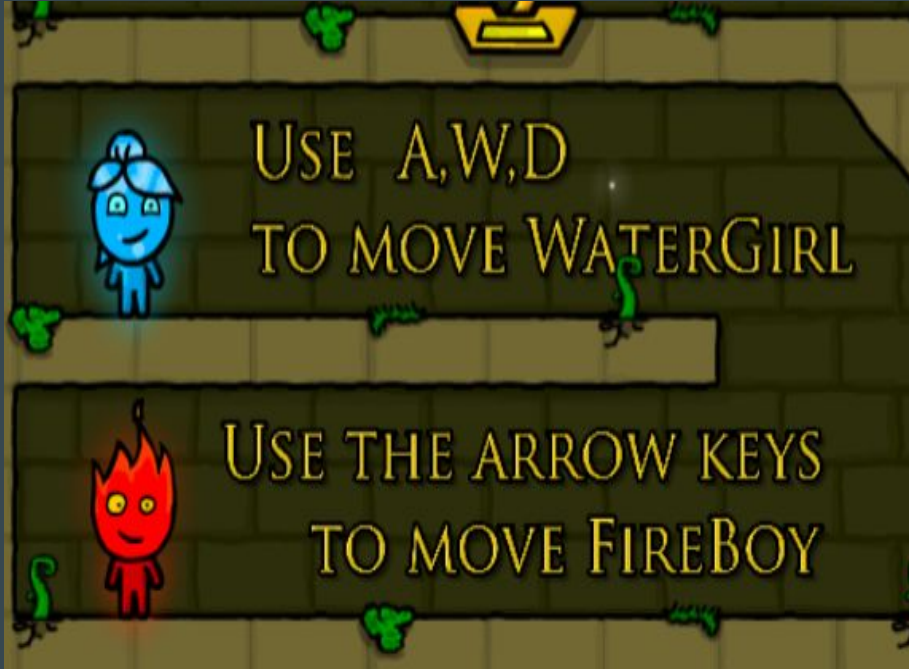 Use A,W,D
to move WaterGirl
Use the arrow keys
to move FireBoy